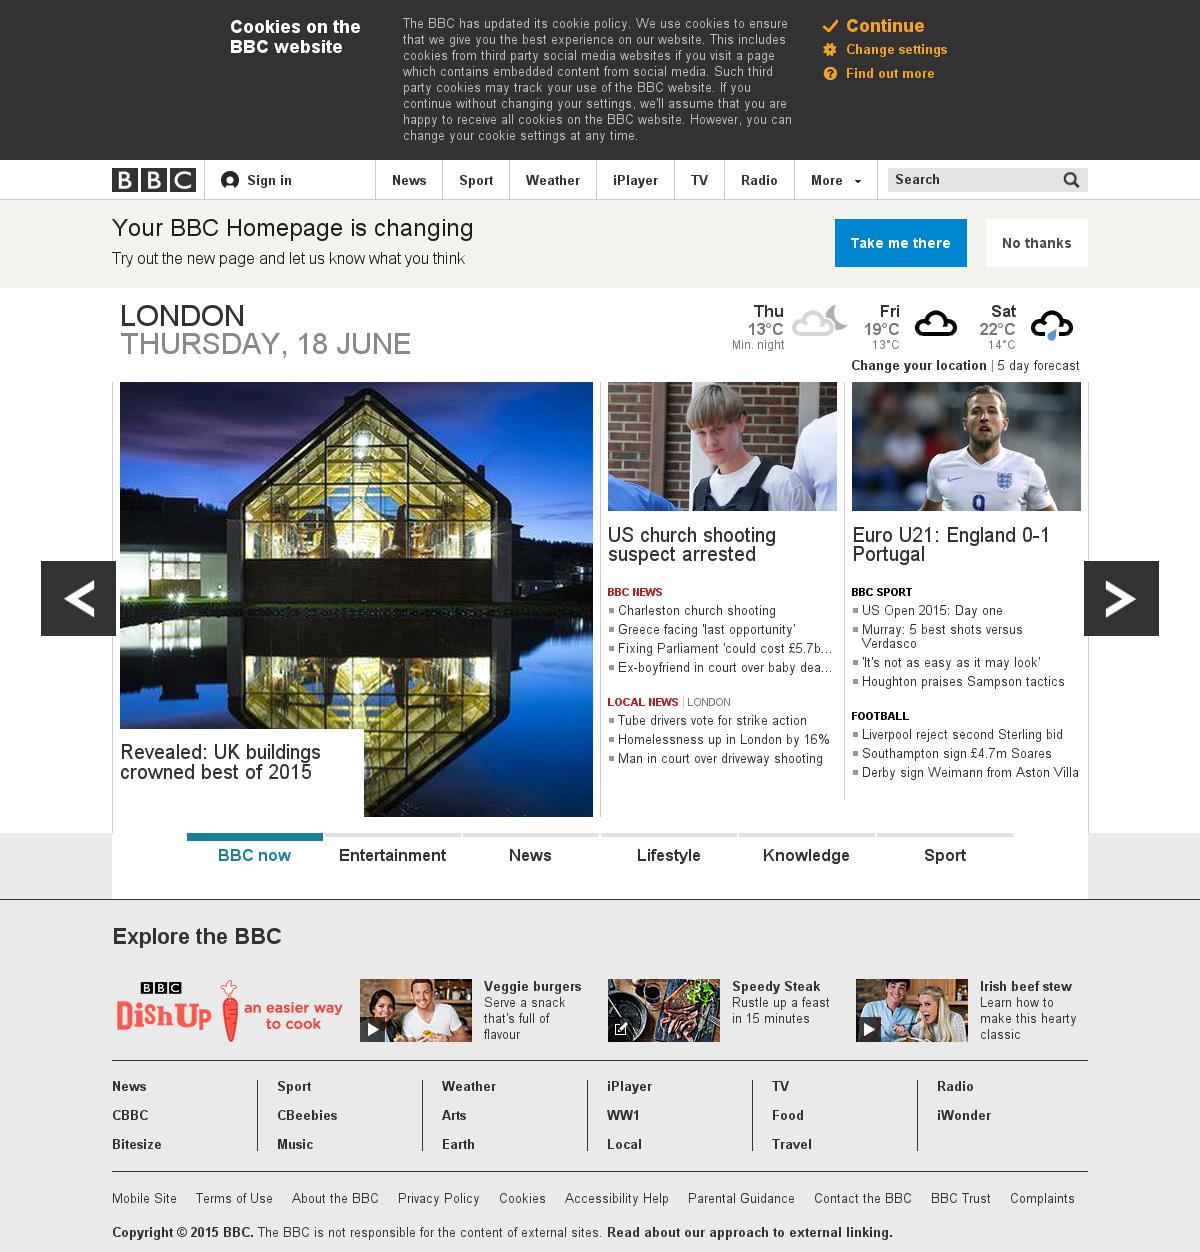 Cookies on the
BBC website
The BBC has updated its cookie policy. We use cookies to ensure
that we give you the best experience on our website. This includes
cookies from third party social media websites if you visit a page
which contains embedded content from social media. Such third
party cookies may track your use of the BBC website. If you
continue without changing your settings, we'll assume that you are
happy to receive all cookies on the BBC website. However, you can
change your cookie settings at any time.
Continue
Change settings
Find out more
BBC Sign in News Sport Weather iPlayer TV Radio More Search
Your BBC Homepage is changing
Try out the new page and let us know what you think
Take me there No thanks
LONDON
THURSDAY, 18 JUNE
Thu
13°C
Min. night
Fri
19°C
13°C
Sat
22°C
14°C
Change your location | 5 day forecast
<
Revealed: UK buildings
crowned best of 2015
US church shooting
suspect arrested
BBC NEWS
Charleston church shooting
Greece facing 'last opportunity'
Fixing Parliament 'could cost £5.7b...
Ex-boyfriend in court over baby dea...
LOCAL NEWS | LONDON
Tube drivers vote for strike action
Homelessness up in London by 16%
Man in court over driveway shooting
9
Euro U21: England 0-1
Portugal
BBC SPORT
US Open 2015: Day one
Murray: 5 best shots versus
Verdasco
'It's not as easy as it may look'
Houghton praises Sampson tactics
FOOTBALL
Liverpool reject second Sterling bid
Southampton sign £4.7m Soares
Derby sign Weimann from Aston Villa
>
BBC now Entertainment News Lifestyle Knowledge Sport
Explore the BBC
BBC
Dish Up
an easier way
to cook
Veggie burgers
Serve a snack
that's full of
flavour
Speedy Steak
Rustle up a feast
in 15 minutes
Irish beef stew
Learn how to
make this hearty
classic
News Sport Weather iPlayer TV Radio
CBBC CBeebies Arts WW1 Food iWonder
Bitesize Music Earth Local Travel
Mobile Site Terms of Use About the BBC Privacy Policy Cookies Accessibility Help Parental Guidance Contact the BBC BBC Trust Complaints
Copyright © 2015 BBC. The BBC is not responsible for the content of external sites. Read about our approach to external linking.